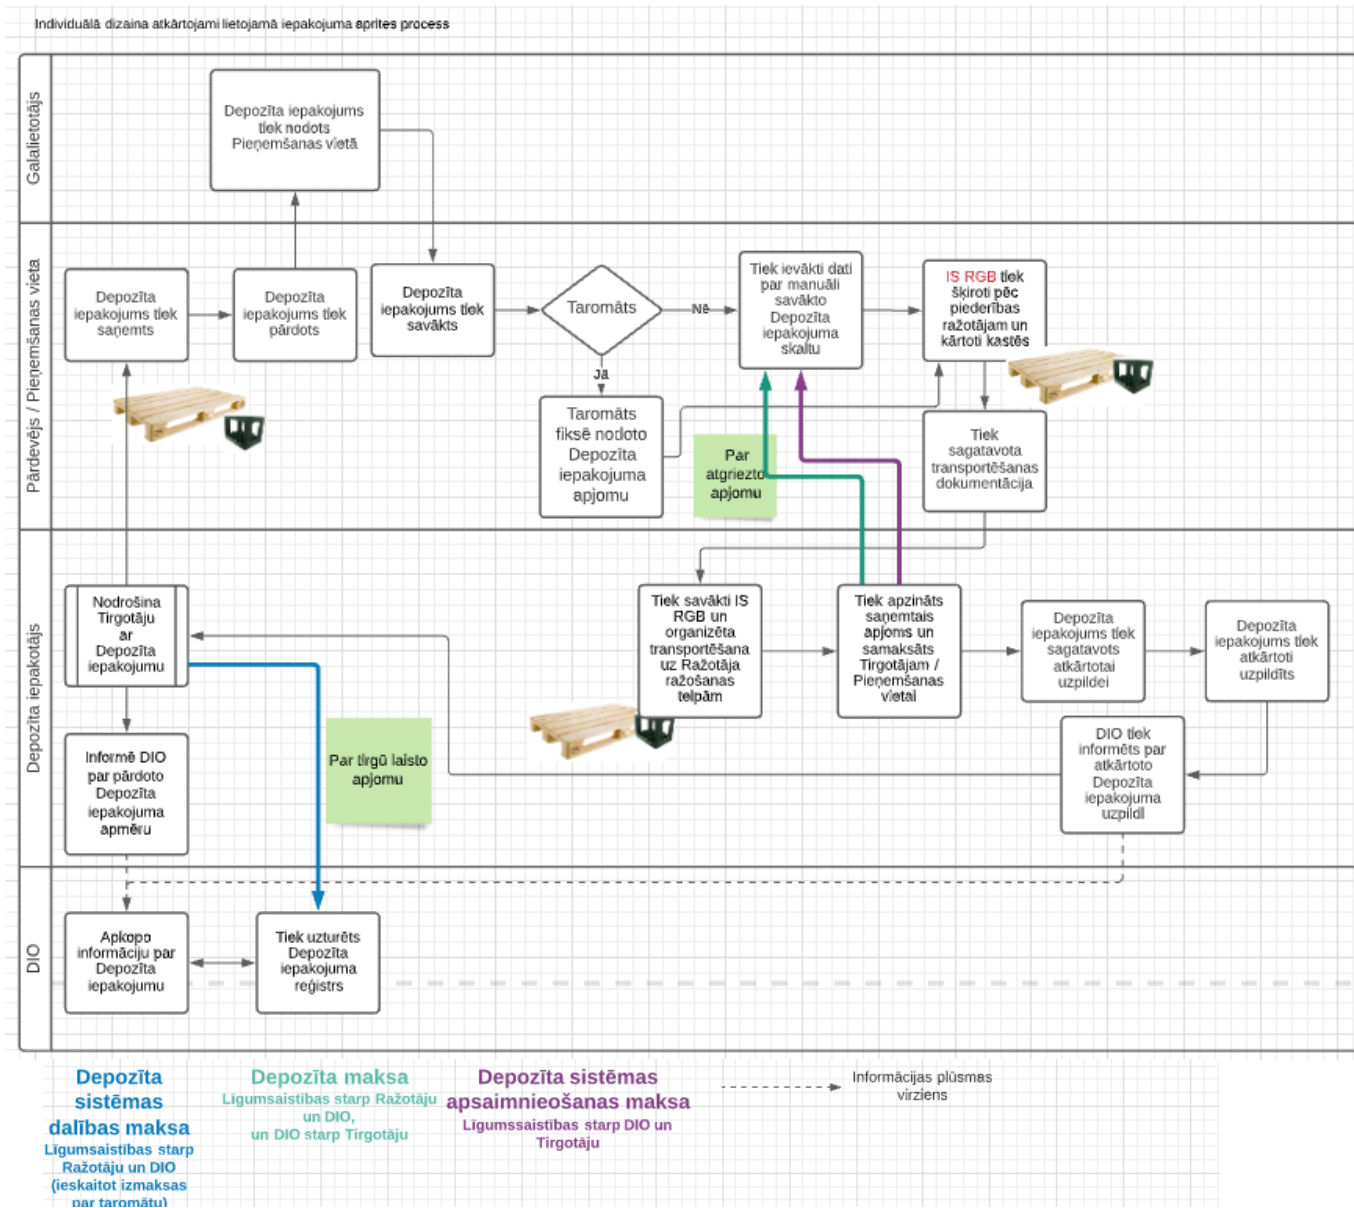 Individuālā dizaina atkārtojami lietojamā iepakojuma aprites process
Galalietotājs
Depozīta iepakojums
tiek nodots
Pieņemšanas vietā
Pārdevējs / Pieņemšanas vieta
Depozīta
iepakojums tiek
saņemts
Depozīta
iepakojums tiek
pārdots
Depozīta
iepakojums tiek
savākts
Taromāts
Nē
Ja
Taromāts
fiksē nodoto
Depozīta
iepakojuma
apjomu
Tiek ievākti dati
par manuāli
savākto
Depozīta
iepakojuma
skaitu
IS RGB tiek
šķiroti pēc
piederības
ražotājam un
kārtoti kastēs
Par
atgriezto
apjomu
Tiek
sagatavota
transportēšanas
dokumentācija
Depozīta iepakotājs
Nodrošina
Tirgotāju
ar
Depozīta
iepakojumu
Tiek savākti IS
RGB un
organizēta
transportēšana
uz Ražotāja
ražošanas
telpām
Tiek apzināts
saņemtais
apjoms un
samaksāts
Tirgotājam /
Pieņemšanas
vietai
Depozīta
iepakojums tiek
sagatavots
atkārtotai
uzpildei
Depozīta
iepakojums tiek
atkārtoti
uzpildīts
Informē DIO
par pārdoto
Depozīta
iepakojuma
apmēru
Par tirgū laisto
apjomu
DIO tiek
informēts par
atkārtoto
Depozīta
iepakojuma
uzpildi
DIO
Apkopo
informāciju par
Depozīta
iepakojumu
Tiek uzturēts
Depozīta
iepakojuma
reģistrs
Depozīta
sistēmas
dalības maksa
Līgumsaistības starp
Ražotāju un DIO
(ieskaitot izmaksas
par taromātu)
Depozīta maksa
Līgumsaistības starp Ražotāju
un DIO,
un DIO starp Tirgotāju
Depozīta sistēmas
apsaimnieošanas maksa
Līgumssaistības starp DIO un
Tirgotāju
Informācijas plūsmas
virziens